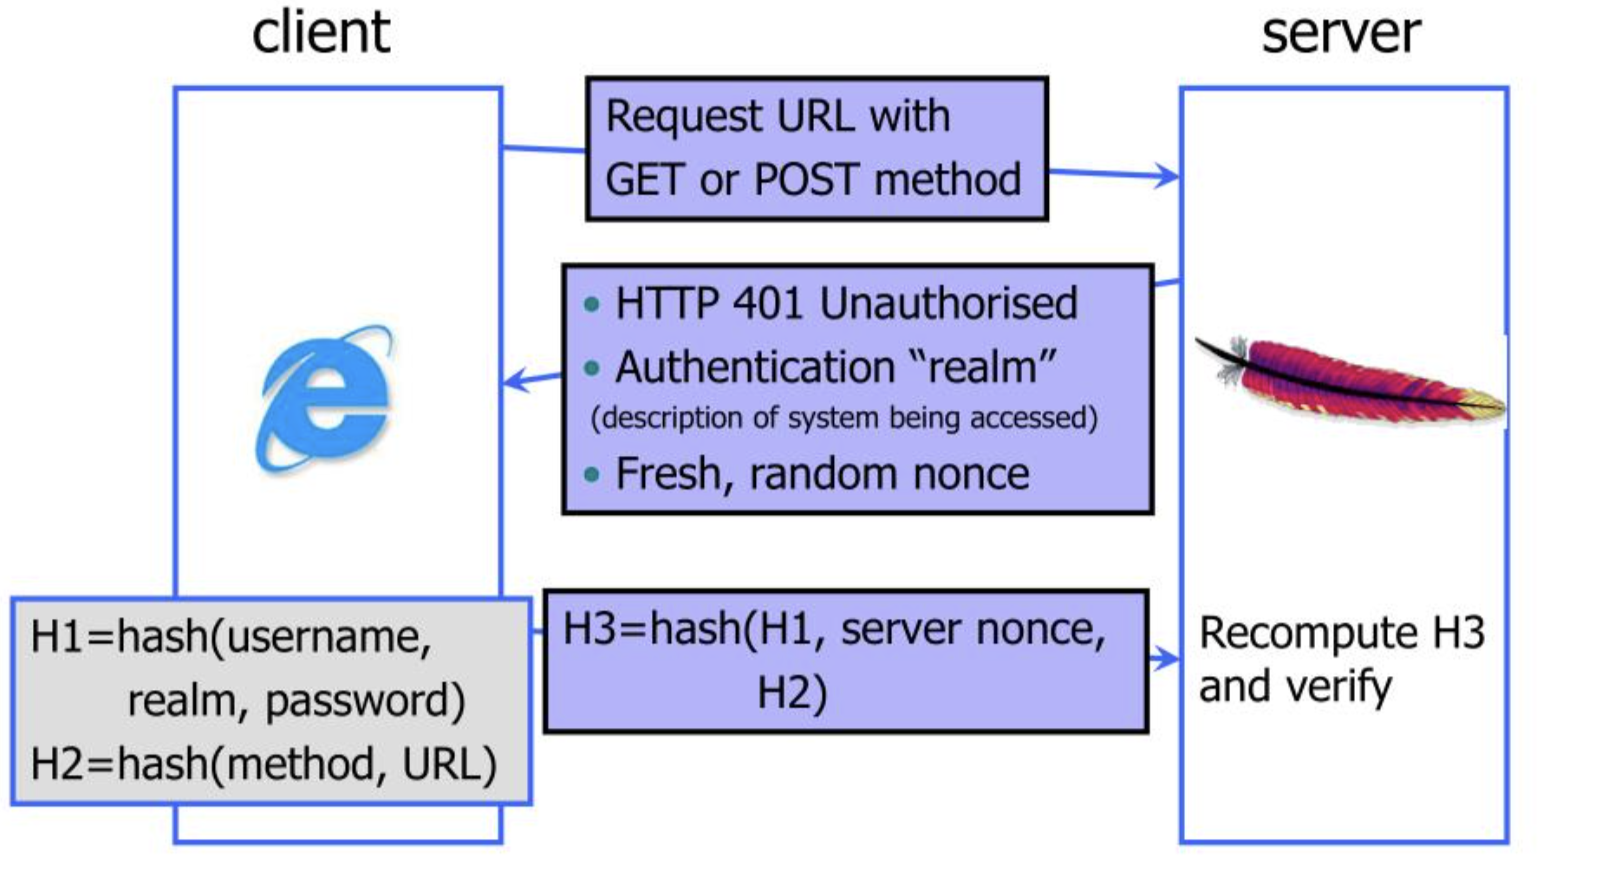 client
server
Request URL with
GET or POST method
• HTTP 401 Unauthorised
• Authentication “realm”
(description of system being accessed)
• Fresh, random nonce
H1=hash(username,
realm, password)
H2=hash(method, URL)
H3=hash(H1, server nonce,
H2)
Recompute H3
and verify